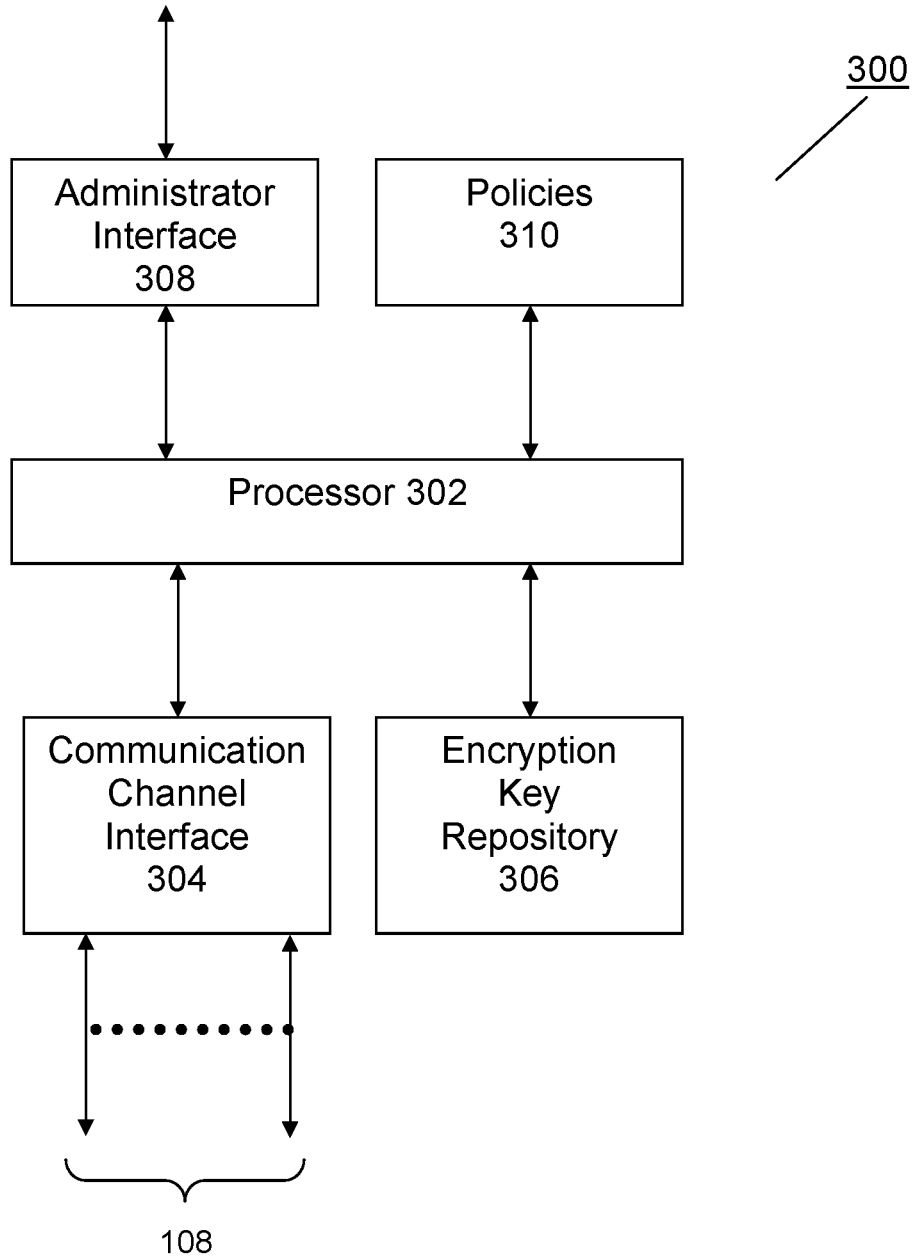 300
Administrator
Interface
308
Policies
310
Processor 302
Communication
Channel
Interface
304
Encryption
Key
Repository
306
108